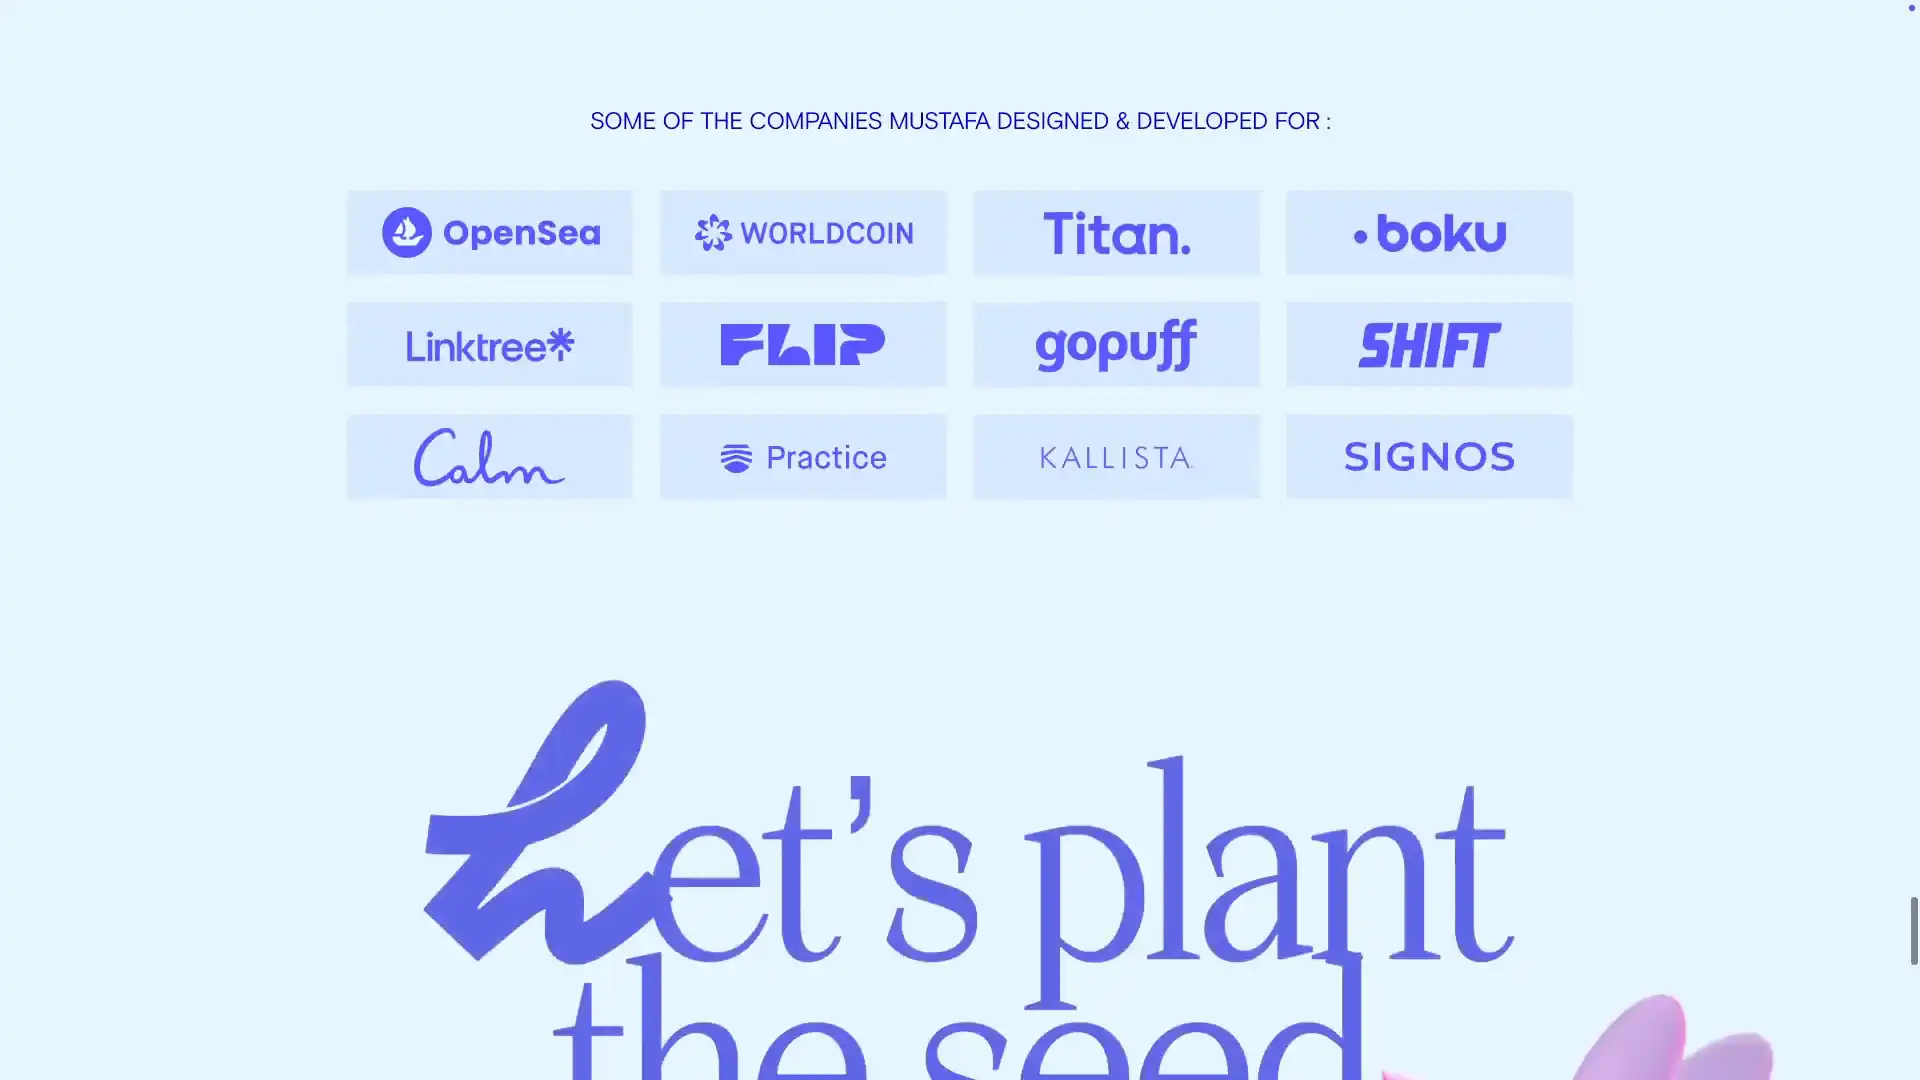 SOME OF THE COMPANIES MUSTAFA DESIGNED & DEVELOPED FOR :
OpenSea
WORLDCOIN
Titan.
boku
Linktree*
FLIP
gopuff
SHIFT
Calm
Practice
KALLISTA
SIGNOS
Let’s plant
the seed